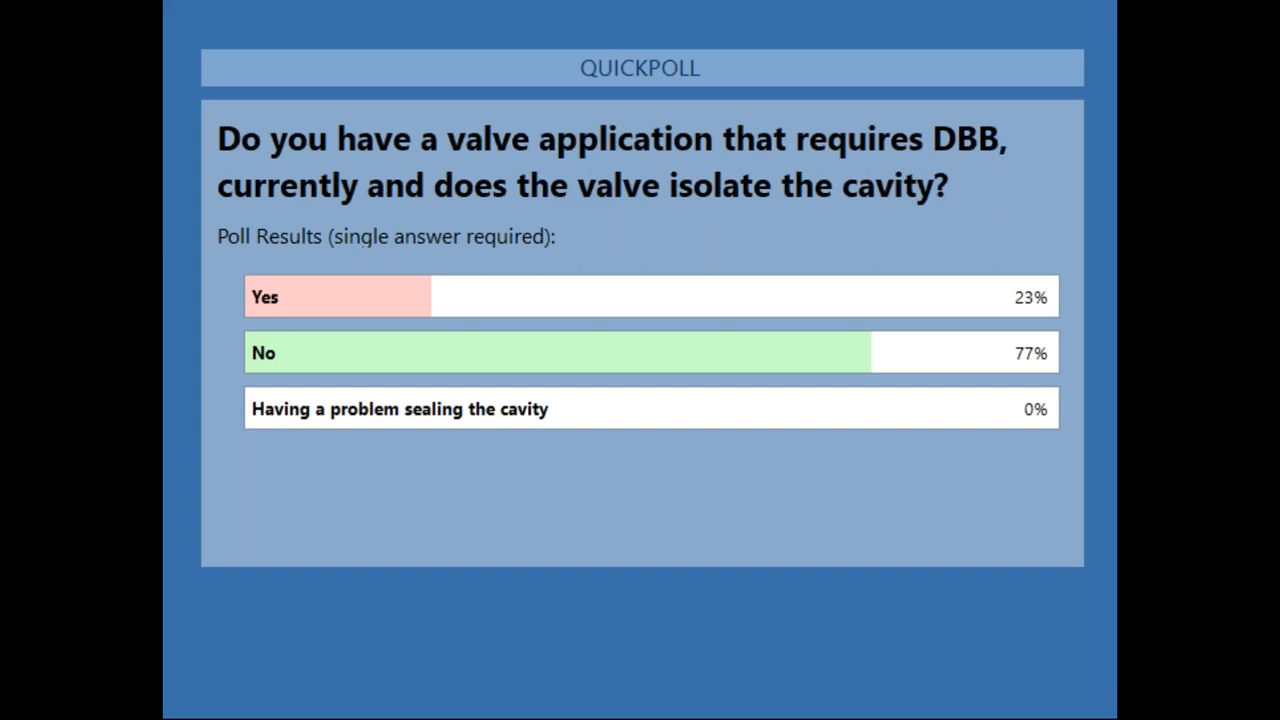 QUICKPOLL
Do you have a valve application that requires DBB,
currently and does the valve isolate the cavity?
Poll Results (single answer required):
Yes 23%
No 77%
Having a problem sealing the cavity 0%